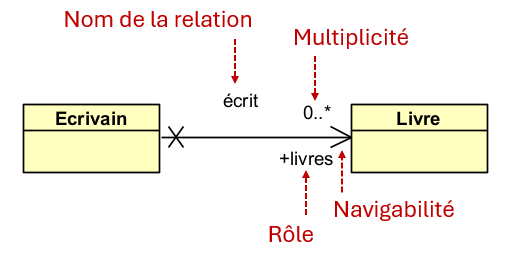 Nom de la relation
Multiplicité
écrit
0..*
Ecrivain
Livre
+livres
Navigabilité
Rôle